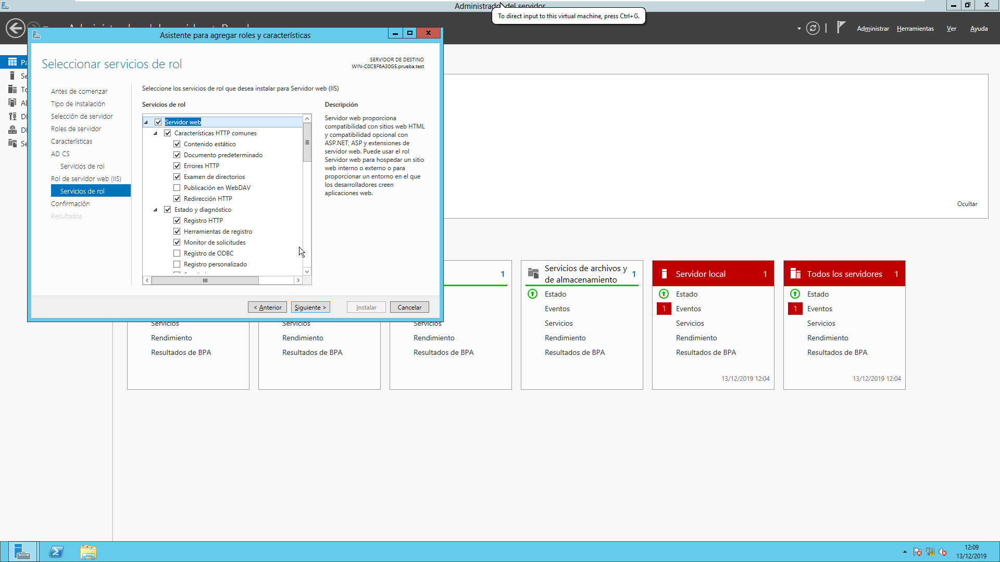 Administrador del servidor
To direct input to this virtual machine, press Ctrl+G.
Administrar Herramientas Ver Ayuda
Asistente para agregar roles y características
Seleccionar servicios de rol
SERVIDOR DE DESTINO
WIN-C0CBF6A30G5.prueba.test
Antes de comenzar
Tipo de instalación
Selección de servidor
Roles de servidor
Características
AD CS
Servicios de rol
Rol de servidor web (IIS)
Servicios de rol
Confirmación
Resultados
Seleccione los servicios de rol que desea instalar para Servidor web (IIS)
Servicios de rol
Servidor web
Características HTTP comunes
Contenido estático
Documento predeterminado
Errores HTTP
Examen de directorios
Publicación en WebDAV
Redirección HTTP
Estado y diagnóstico
Registro HTTP
Herramientas de registro
Monitor de solicitudes
Registro de ODBC
Registro personalizado
Descripción
Servidor web proporciona
compatibilidad con sitios web HTML
y compatibilidad opcional con
ASP.NET, ASP y extensiones de
servidor web. Puede usar el rol
Servidor web para hospedar un sitio
web interno o externo o para
proporcionar un entorno en el que
los desarrolladores creen
aplicaciones web.
< Anterior Siguiente > Instalar Cancelar
Ocultar
Servicios
Rendimiento
Resultados de BPA
Servicios
Rendimiento
Resultados de BPA
1
Servicios
Rendimiento
Resultados de BPA
Servicios de archivos y 1
de almacenamiento
Estado
Eventos
Servicios
Rendimiento
Resultados de BPA
Servidor local 1
Estado
1 Eventos
Servicios
Rendimiento
Resultados de BPA
13/12/2019 12:04
Todos los servidores 1
Estado
1 Eventos
Servicios
Rendimiento
Resultados de BPA
13/12/2019 12:04
12:09
13/12/2019